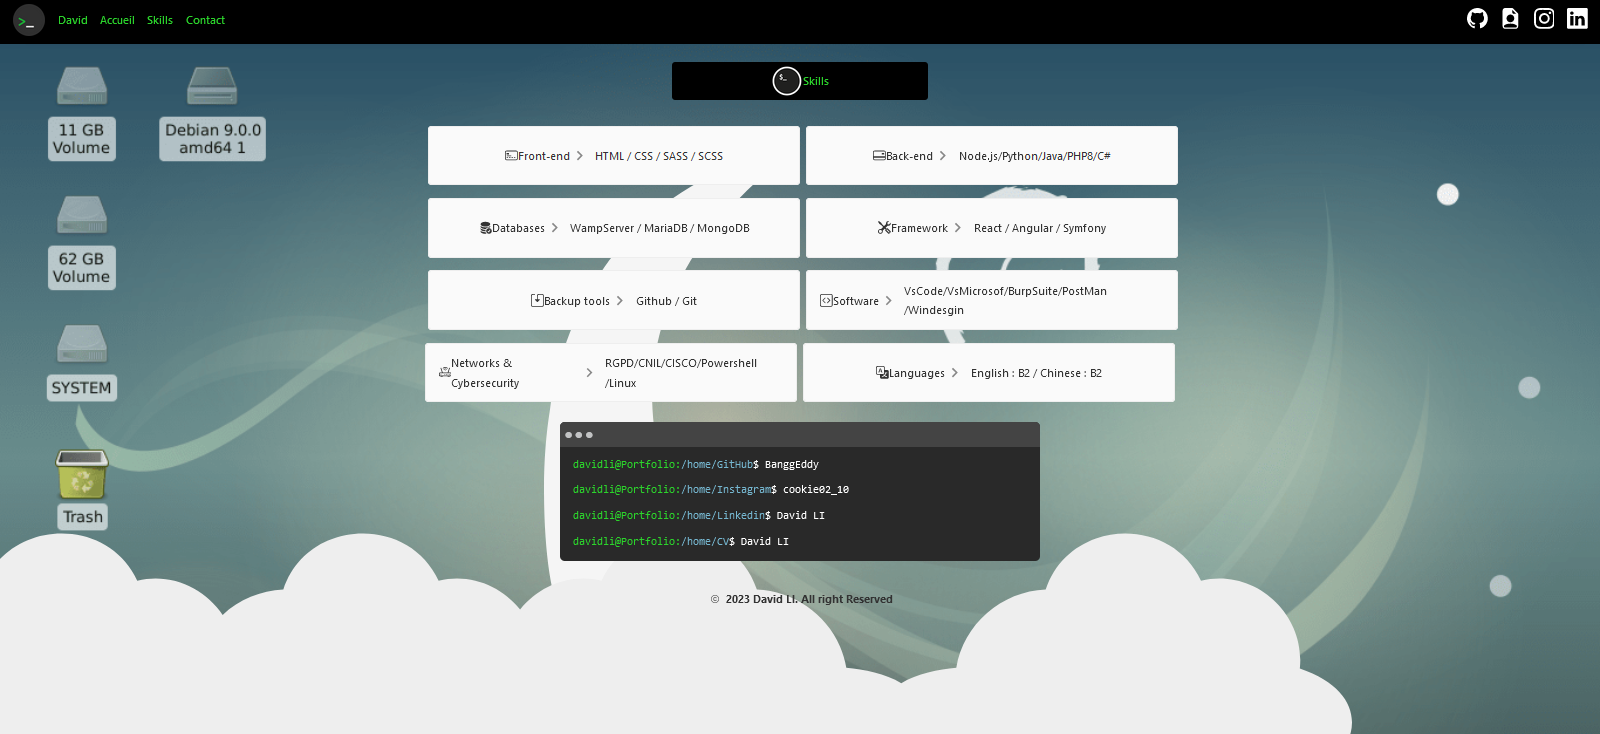 >_ David Accueil Skills Contact
$_ Skills
11 GB
Volume
Debian 9.0.0
amd64 1
62 GB
Volume
SYSTEM
Trash
Front-end > HTML / CSS / SASS / SCSS
Back-end > Node.js/Python/Java/PHP8/C#
Databases > WampServer / MariaDB / MongoDB
Framework > React / Angular / Symfony
Backup tools > Github / Git
Software > VsCode/VsMicrosof/BurpSuite/PostMan
/Windesgin
Networks &
Cybersecurity > RGPD/CNIL/CISCO/Powershell
/Linux
Languages > English : B2 / Chinese : B2
davidli@Portfolio:/home/GitHub$ BanggEddy
davidli@Portfolio:/home/Instagram$ cookie02_10
davidli@Portfolio:/home/Linkedin$ David LI
davidli@Portfolio:/home/CV$ David LI
© 2023 David LI. All right Reserved